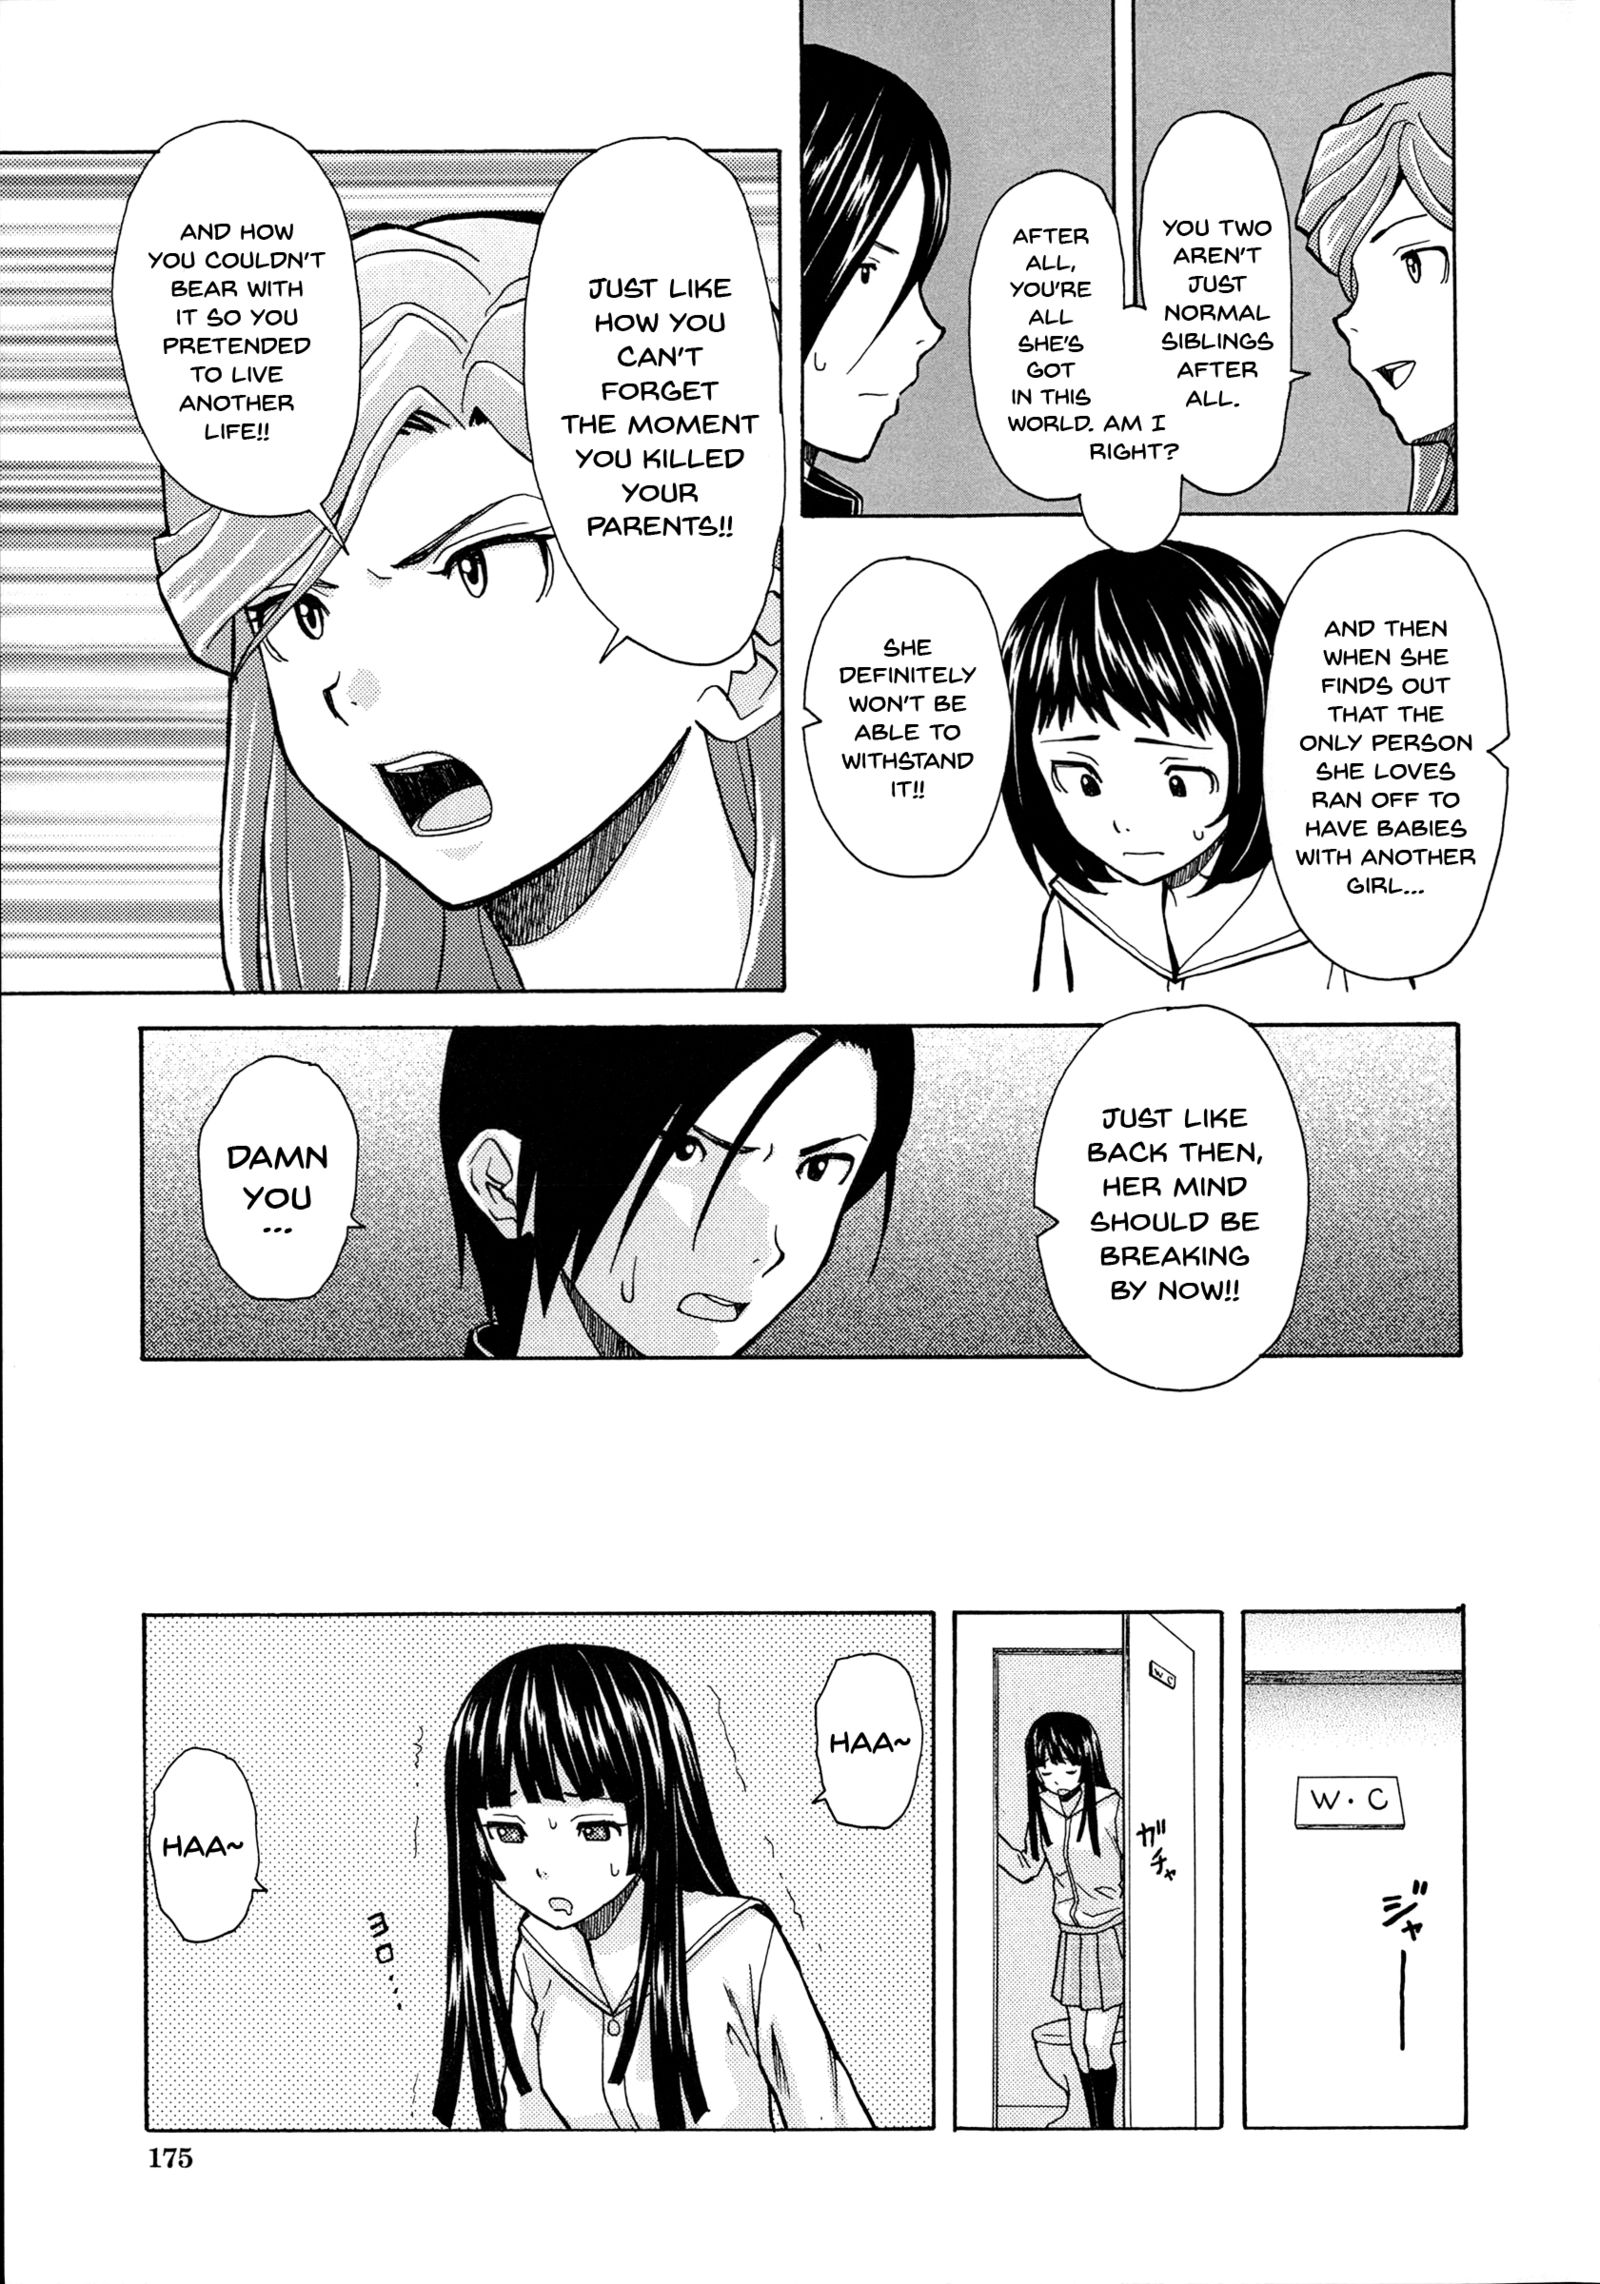 YOU TWO
AREN'T
JUST
NORMAL
SIBLINGS
AFTER
ALL.
AFTER
ALL,
YOU'RE
ALL
SHE'S
GOT
IN THIS
WORLD. AM I
RIGHT?
AND THEN
WHEN SHE
FINDS OUT
THAT THE
ONLY PERSON
SHE LOVES
RAN OFF TO
HAVE BABIES
WITH ANOTHER
GIRL...
SHE
DEFINITELY
WON'T BE
ABLE TO
WITHSTAND
IT!!
JUST LIKE
HOW YOU
CAN'T
FORGET
THE MOMENT
YOU KILLED
YOUR
PARENTS!!
AND HOW
YOU COULDN'T
BEAR WITH
IT SO YOU
PRETENDED
TO LIVE
ANOTHER
LIFE!!
JUST LIKE
BACK THEN,
HER MIND
SHOULD BE
BREAKING
BY NOW!!
DAMN
YOU
...
W・C
ジャー
W C
ガチャ
HAA~
HAA~
ヨロ...
175